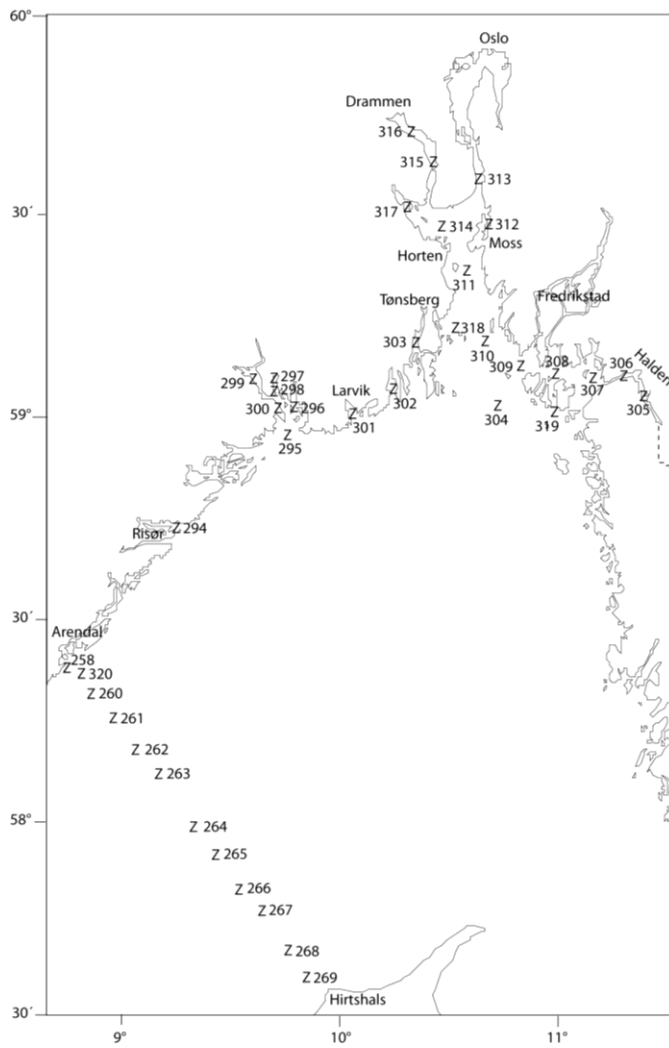 60°
Oslo
Drammen
316 Z
315 Z
Z 313
30´
317 Z
Z 314
Z 312
Moss
Horten
Z
311
Tønsberg
Fredrikstad
Z 318
303 Z
Z
310
309 Z
308
Z
306
Z
Halden
299 Z
Z 297
Z 298
300 Z
Z 296
Larvik
Z
302
Z
307
Z
305
59°
Z
301
Z
304
Z
319
Z
295
Z 294
Risør
30´
Arendal
258
Z
Z 320
Z 260
Z 261
Z 262
Z 263
58°
Z 264
Z 265
Z 266
Z 267
Z 268
Z 269
Hirtshals
30´
9°
10°
11°